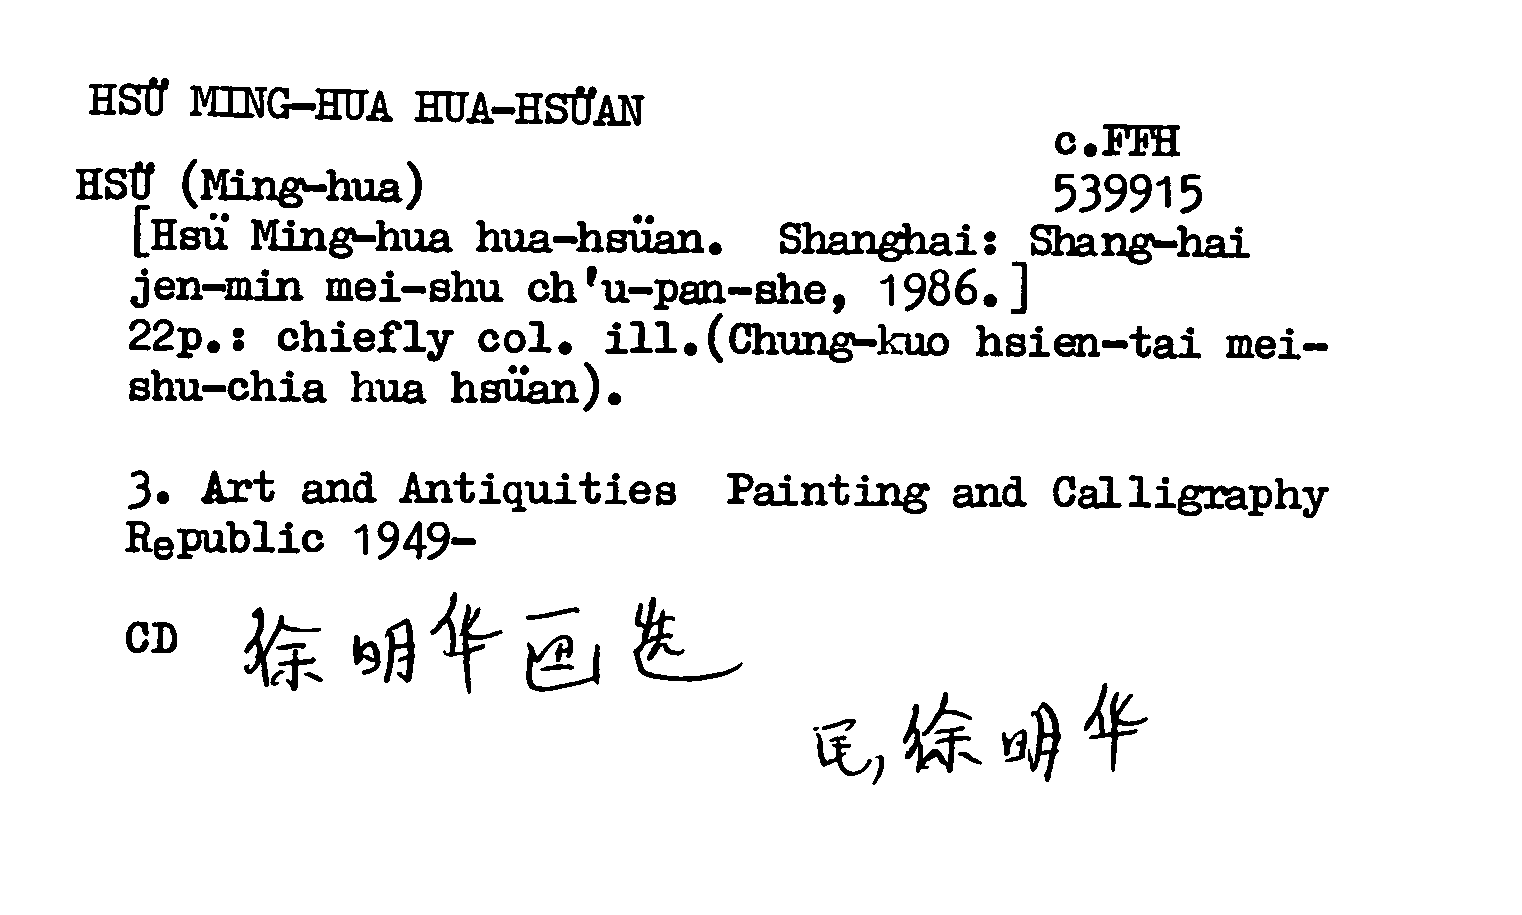 HSÜ MING-HUA HUA-HSÜAN
c.FFH
HSÜ (Ming-hua)
539915
[Hsü Ming-hua hua-hsüan. Shanghai: Shang-hai
jen-min mei-shu ch'u-pan-she, 1986.]
22p.: chiefly col. ill.(Chung-kuo hsien-tai mei-
shu-chia hua hsüan).
3. Art and Antiquities Painting and Calligraphy
Republic 1949-
CD 徐明华画选
民,徐明华